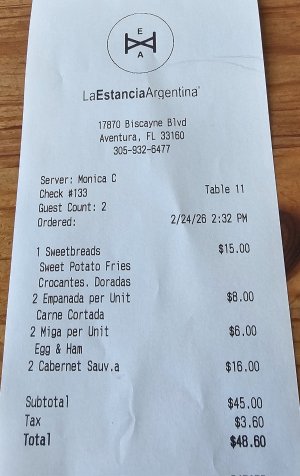 E
A
LaEstanciaArgentina
17870 Biscayne Blvd
Aventura, FL 33160
305-932-6477
Server: Monica C
Check #133 Table 11
Guest Count: 2
Ordered: 2/24/26 2:32 PM
1 Sweetbreads $15.00
Sweet Potato Fries
Crocantes. Doradas
2 Empanada per Unit $8.00
Carne Cortada
2 Miga per Unit $6.00
Egg & Ham
2 Cabernet Sauv.a $16.00
Subtotal $45.00
Tax $3.60
Total $48.60